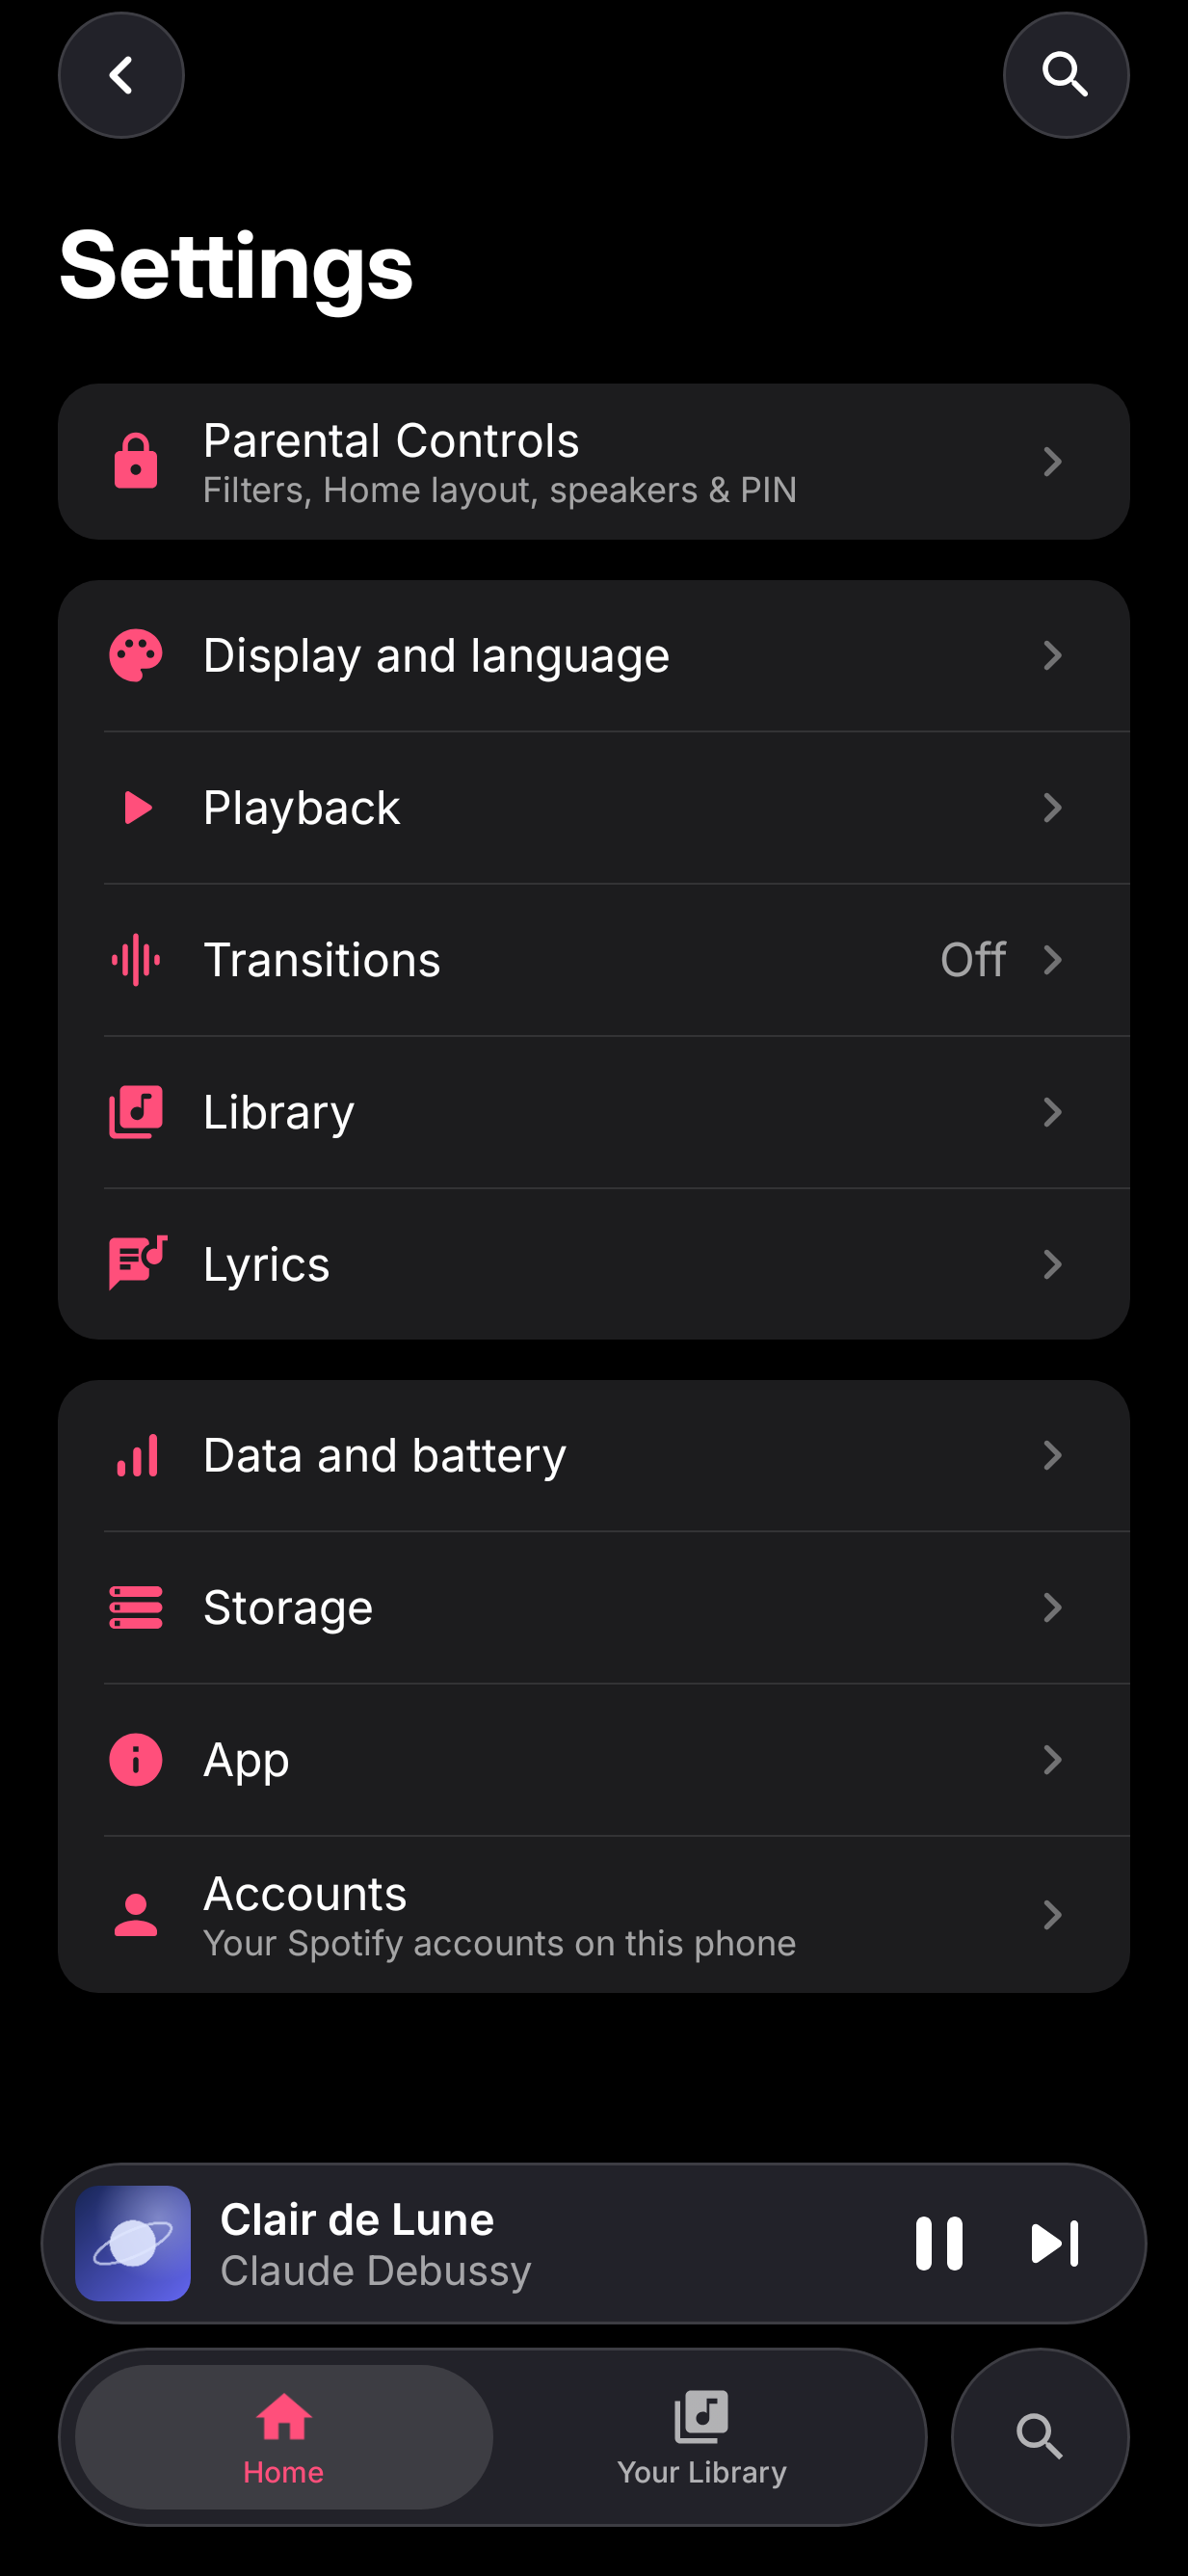 Settings
Parental Controls
Filters, Home layout, speakers & PIN
Display and language
Playback
Transitions
Off
Library
Lyrics
Data and battery
Storage
App
Accounts
Your Spotify accounts on this phone
Clair de Lune
Claude Debussy
Home
Your Library